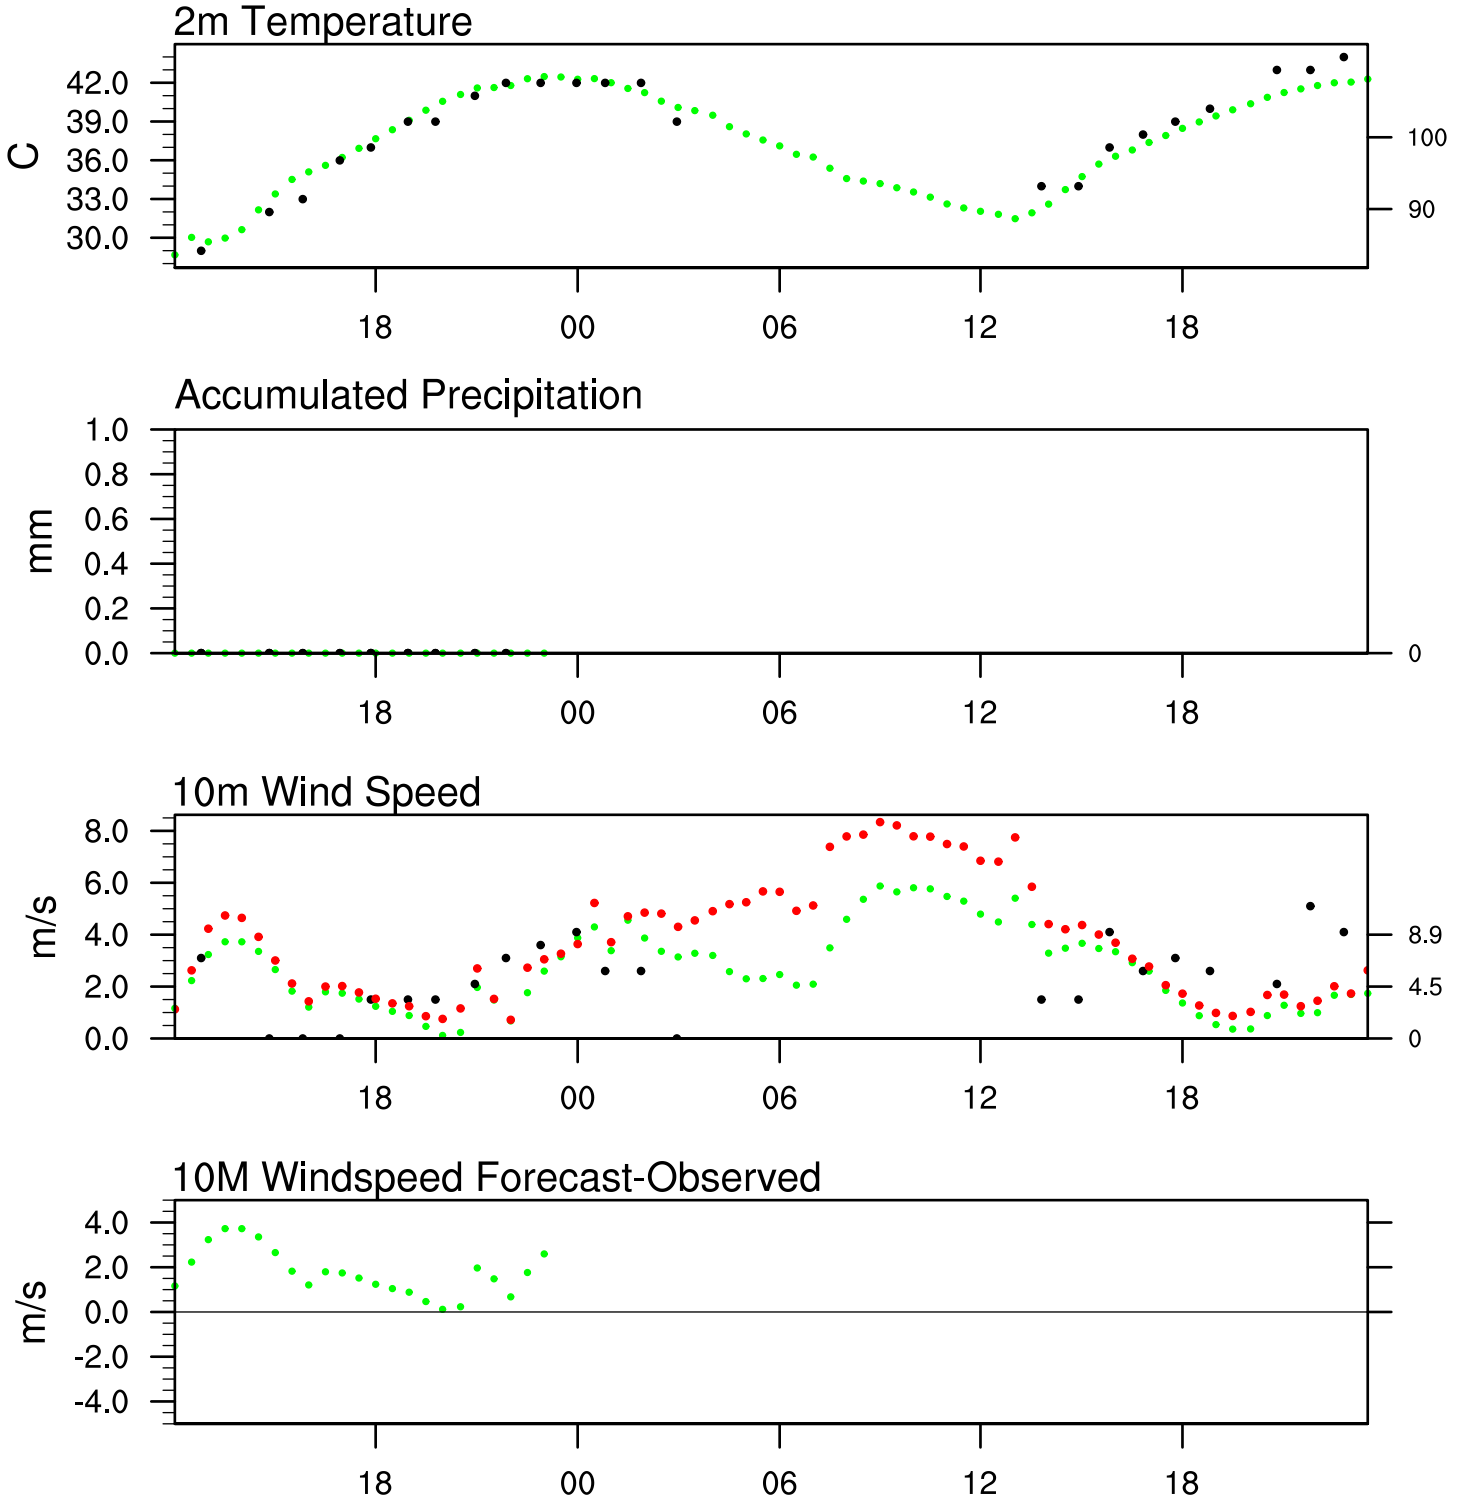 2m Temperature
42.0
39.0
36.0
33.0
30.0
C
100
90
18 00 06 12 18
Accumulated Precipitation
1.0
0.8
0.6
0.4
0.2
0.0
mm
0
18 00 06 12 18
10m Wind Speed
8.0
6.0
4.0
2.0
0.0
m/s
8.9
4.5
0
18 00 06 12 18
10M Windspeed Forecast-Observed
4.0
2.0
0.0
-2.0
-4.0
m/s
18 00 06 12 18